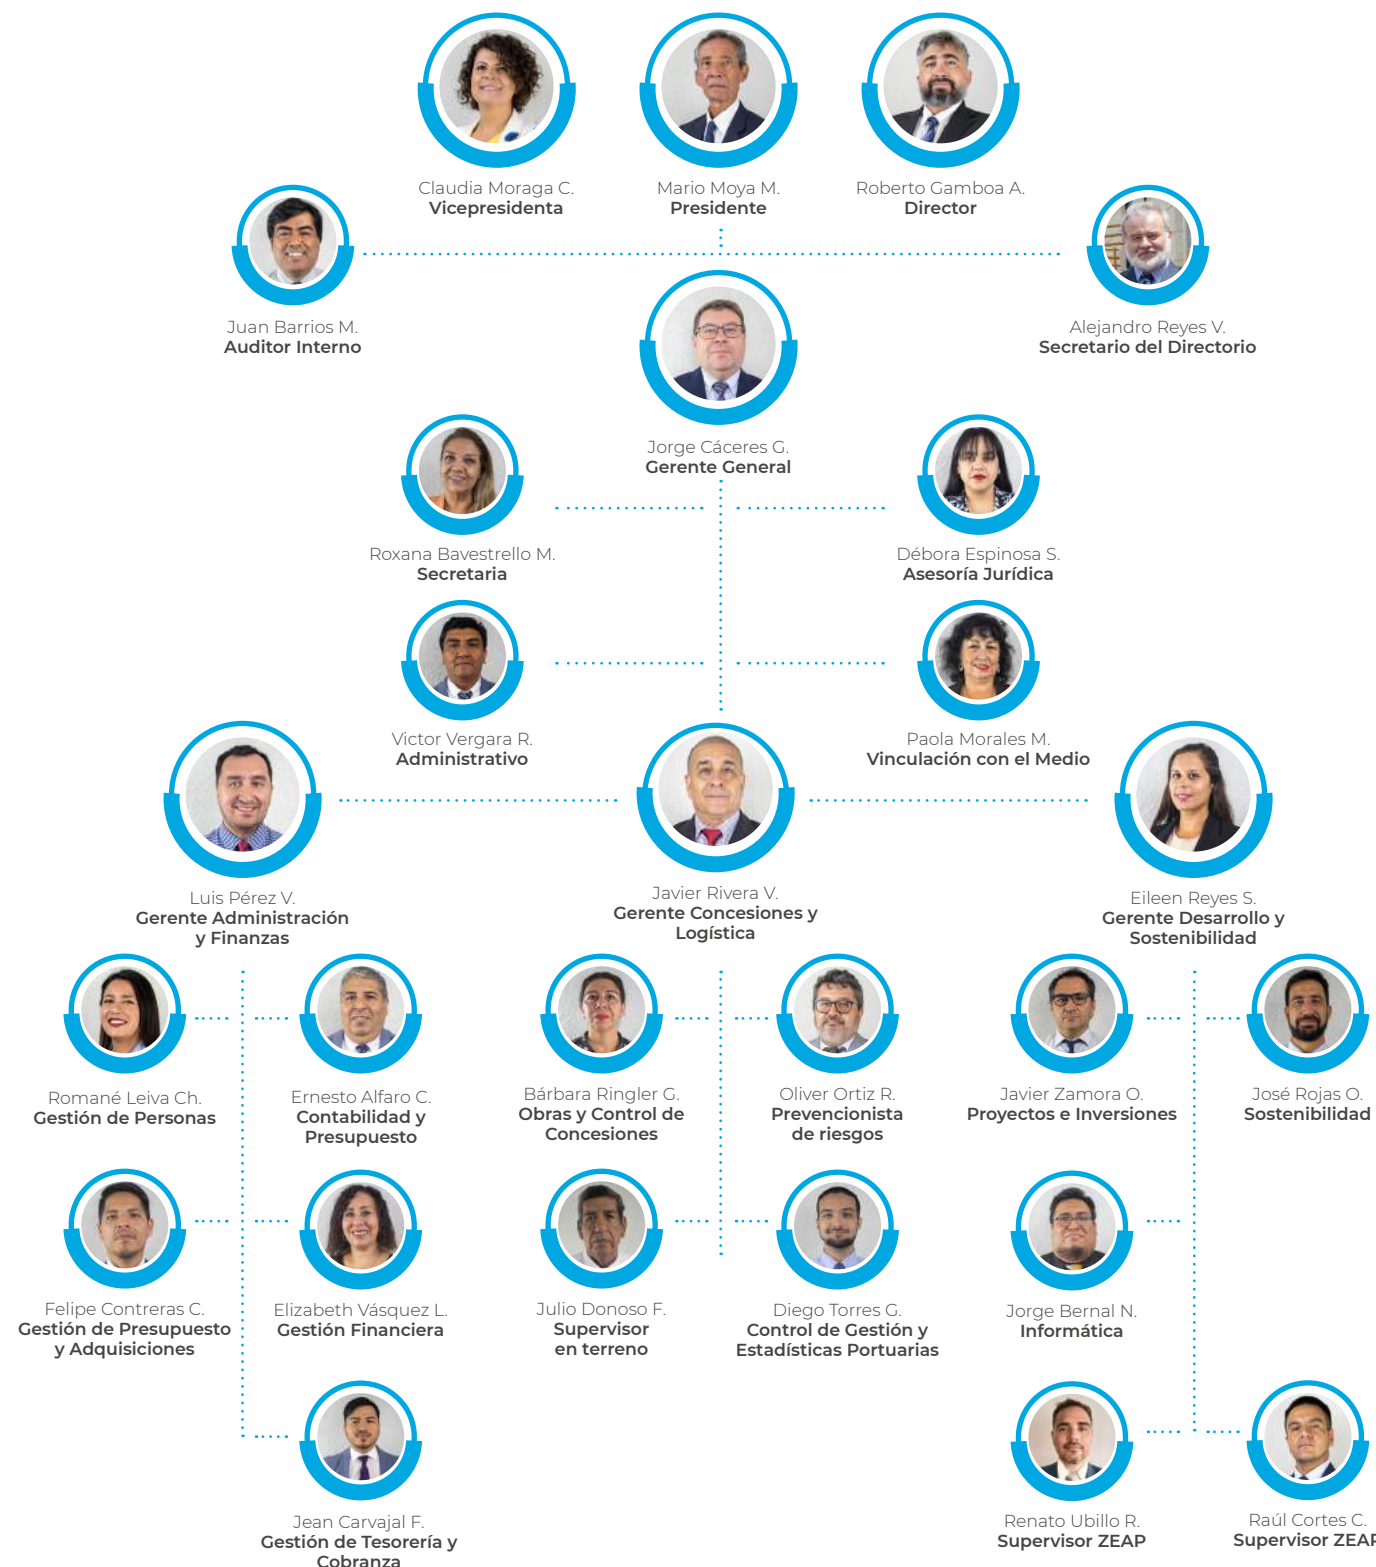 Claudia Moraga C.
Vicepresidenta
Mario Moya M.
Presidente
Roberto Gamboa A.
Director
Juan Barrios M.
Auditor Interno
Alejandro Reyes V.
Secretario del Directorio
Jorge Cáceres G.
Gerente General
Roxana Bavestrello M.
Secretaria
Débora Espinosa S.
Asesoría Jurídica
Victor Vergara R.
Administrativo
Paola Morales M.
Vinculación con el Medio
Luis Pérez V.
Gerente Administración
y Finanzas
Javier Rivera V.
Gerente Concesiones y
Logística
Eileen Reyes S.
Gerente Desarrollo y
Sostenibilidad
Romané Leiva Ch.
Gestión de Personas
Ernesto Alfaro C.
Contabilidad y
Presupuesto
Bárbara Ringler G.
Obras y Control de
Concesiones
Oliver Ortiz R.
Prevencionista
de riesgos
Javier Zamora O.
Proyectos e Inversiones
José Rojas O.
Sostenibilidad
Felipe Contreras C.
Gestión de Presupuesto
y Adquisiciones
Elizabeth Vásquez L.
Gestión Financiera
Julio Donoso F.
Supervisor
en terreno
Diego Torres G.
Control de Gestión y
Estadísticas Portuarias
Jorge Bernal N.
Informática
Jean Carvajal F.
Gestión de Tesorería y
Cobranza
Renato Ubillo R.
Supervisor ZEAP
Raúl Cortes C.
Supervisor ZEAP